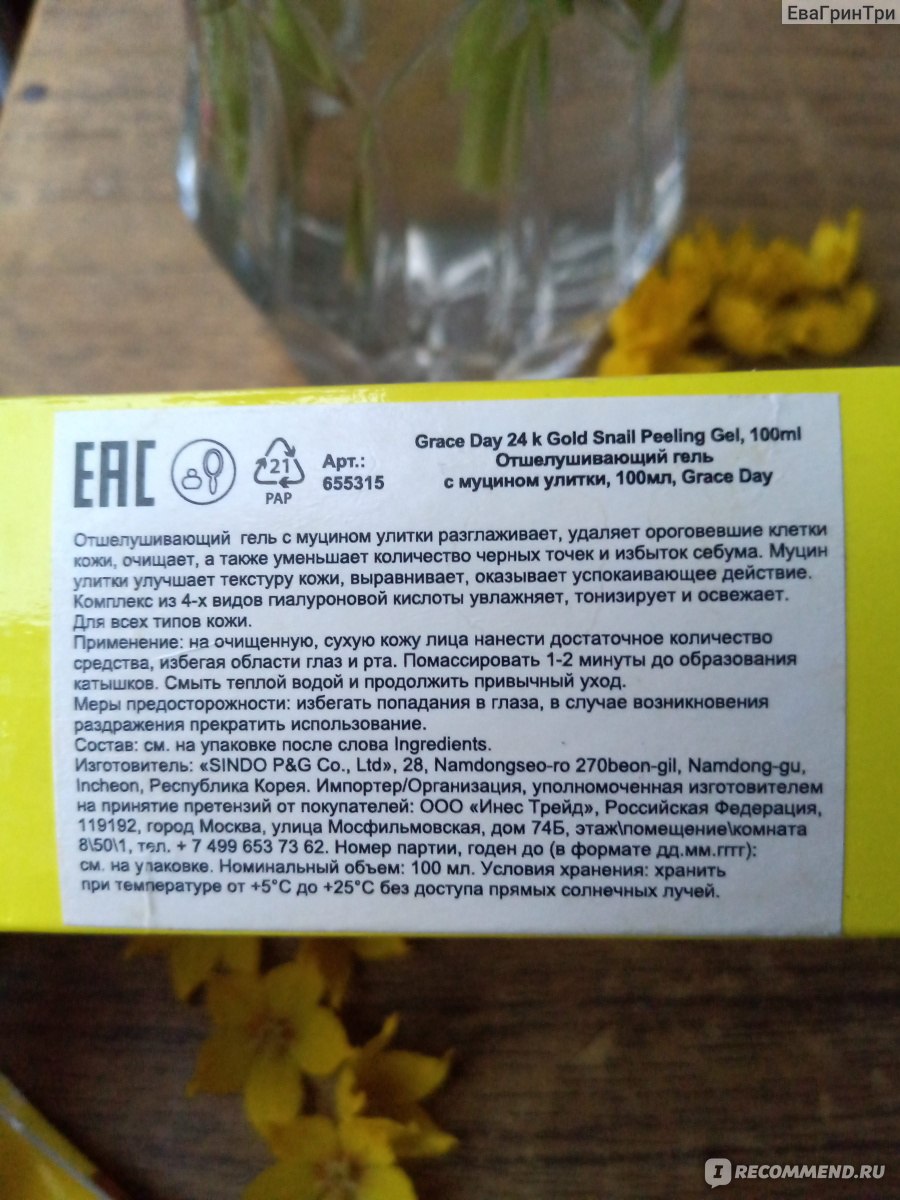 ЕваГринТри
ЕАС
21
PAP
Арт.:
655315
Grace Day 24 k Gold Snail Peeling Gel, 100ml
Отшелушивающий гель
с муцином улитки, 100мл, Grace Day
Отшелушивающий гель с муцином улитки разглаживает, удаляет ороговевшие клетки
кожи, очищает, а также уменьшает количество черных точек и избыток себума. Муцин
улитки улучшает текстуру кожи, выравнивает, оказывает успокаивающее действие.
Комплекс из 4-х видов гиалуроновой кислоты увлажняет, тонизирует и освежает.
Для всех типов кожи.
Применение: на очищенную, сухую кожу лица нанести достаточное количество
средства, избегая области глаз и рта. Помассировать 1-2 минуты до образования
катышков. Смыть теплой водой и продолжить привычный уход.
Меры предосторожности: избегать попадания в глаза, в случае возникновения
раздражения прекратить использование.
Состав: см. на упаковке после слова Ingredients.
Изготовитель: «SINDO P&G Co., Ltd», 28, Namdongseo-ro 270beon-gil, Namdong-gu,
Incheon, Республика Корея. Импортер/Организация, уполномоченная изготовителем
на принятие претензий от покупателей: ООО «Инес Трейд», Российская Федерация,
119192, город Москва, улица Мосфильмовская, дом 74Б, этаж\помещение\комната
8\50\1, тел. + 7 499 653 73 62. Номер партии, годен до (в формате дд.мм.гггг):
см. на упаковке. Номинальный объем: 100 мл. Условия хранения: хранить
при температуре от +5°C до +25°C без доступа прямых солнечных лучей.
IRECOMMEND.RU